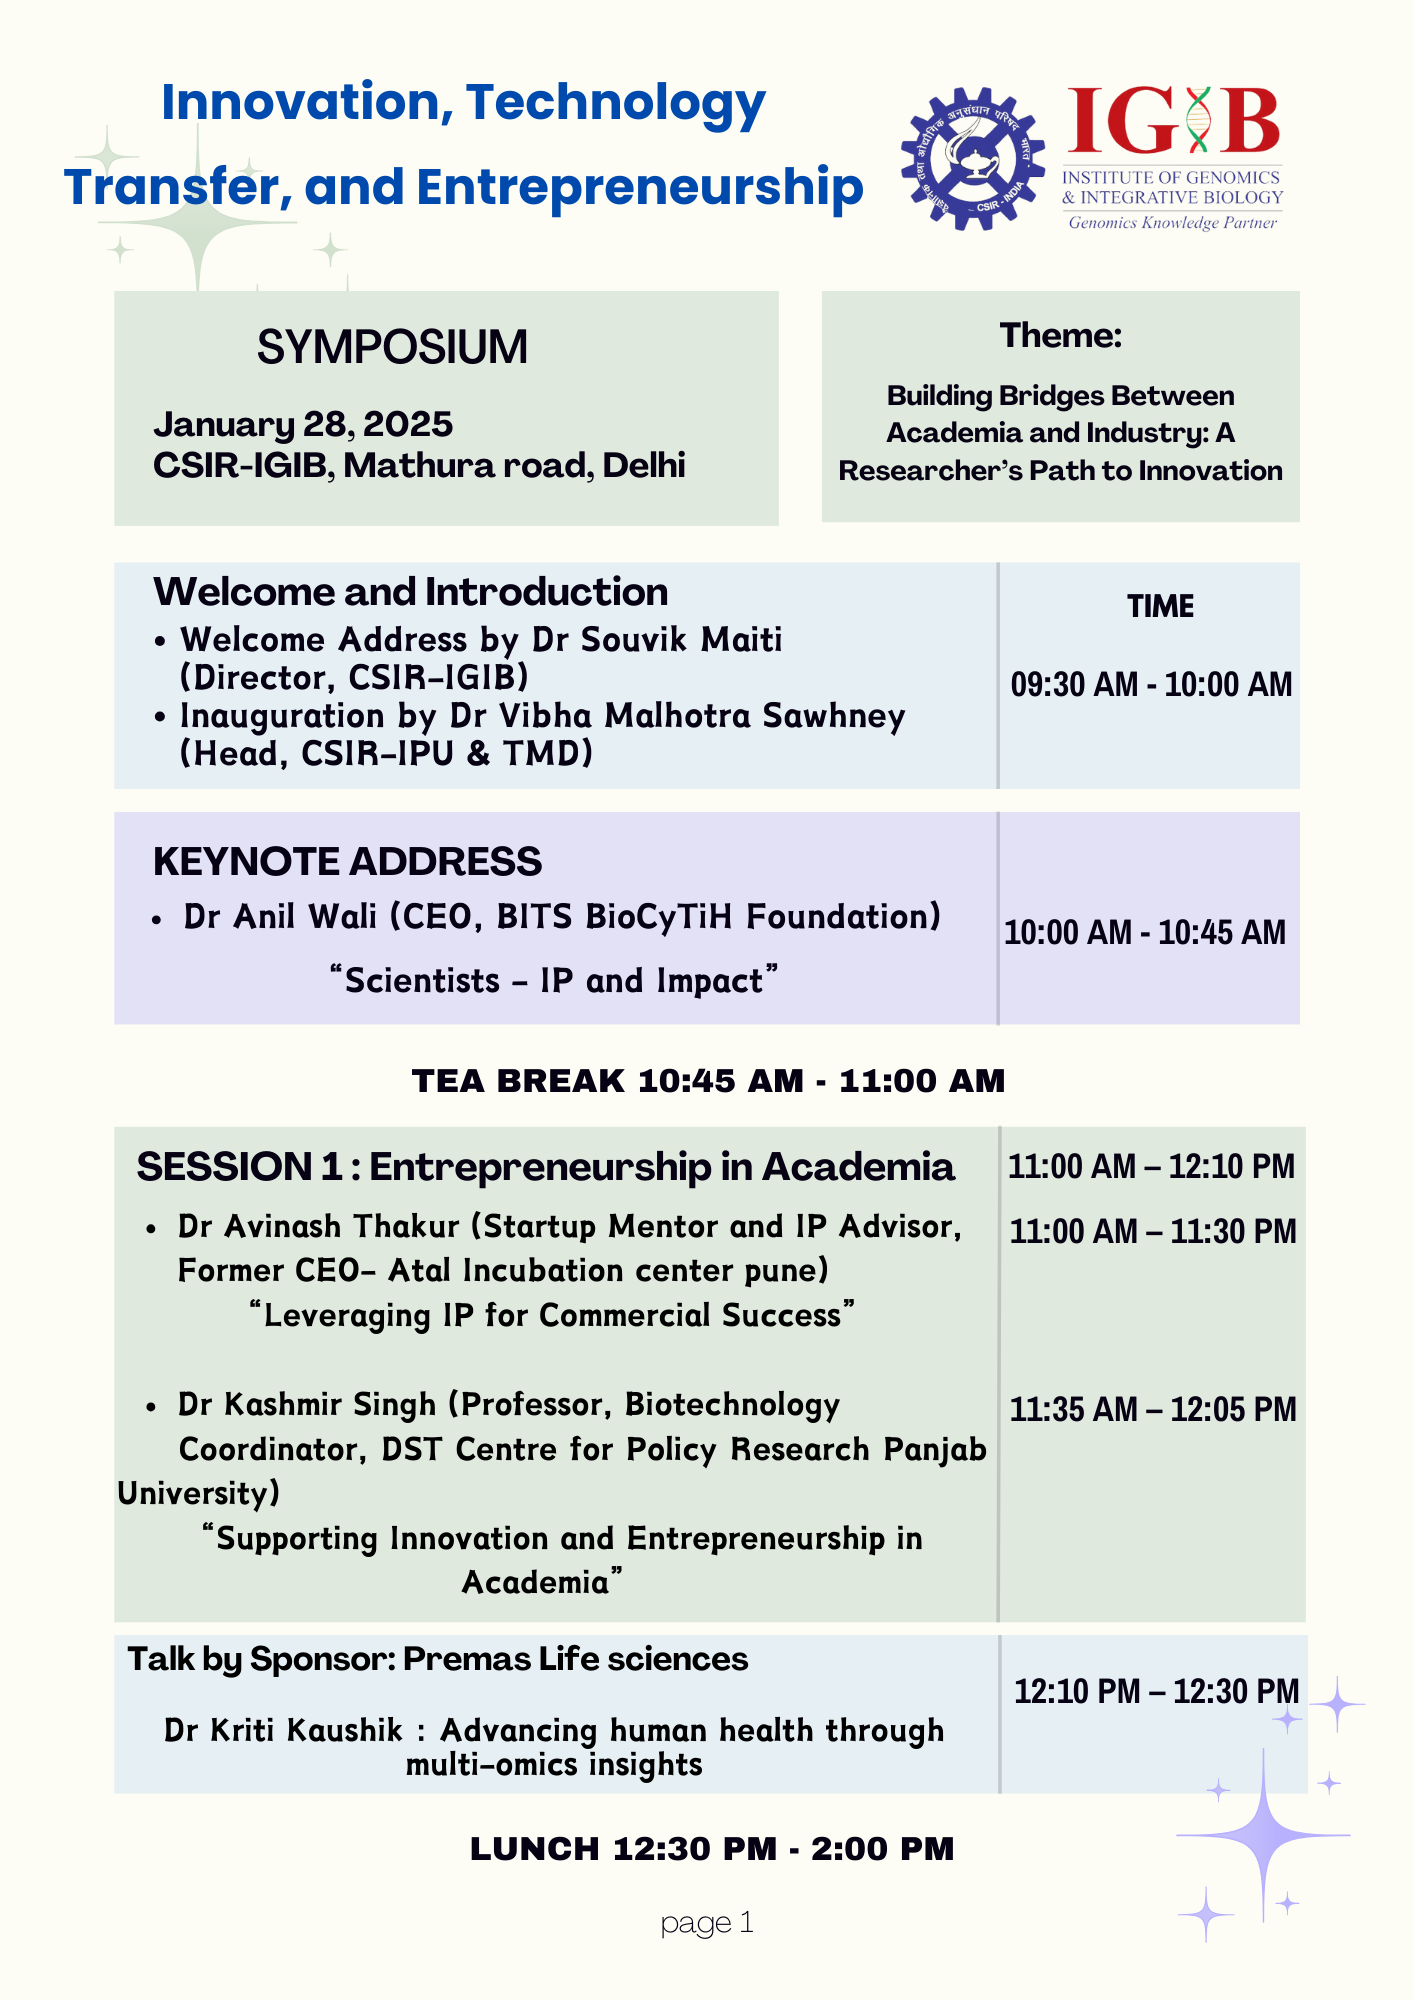 Innovation, Technology
Transfer, and Entrepreneurship
वैज्ञानिक तथा औद्योगिक अनुसंधान परिषद भारत
CSIR - INDIA
IGIB
INSTITUTE OF GENOMICS
& INTEGRATIVE BIOLOGY
Genomics Knowledge Partner
SYMPOSIUM
January 28, 2025
CSIR-IGIB, Mathura road, Delhi
Theme:
Building Bridges Between
Academia and Industry: A
Researcher's Path to Innovation
Welcome and Introduction
TIME
• Welcome Address by Dr Souvik Maiti
(Director, CSIR-IGIB)
09:30 AM - 10:00 AM
• Inauguration by Dr Vibha Malhotra Sawhney
(Head, CSIR-IPU & TMD)
KEYNOTE ADDRESS
• Dr Anil Wali (CEO, BITS BioCyTiH Foundation)
10:00 AM - 10:45 AM
“Scientists - IP and Impact”
TEA BREAK 10:45 AM - 11:00 AM
SESSION 1 : Entrepreneurship in Academia
11:00 AM – 12:10 PM
• Dr Avinash Thakur (Startup Mentor and IP Advisor,
11:00 AM – 11:30 PM
Former CEO- Atal Incubation center pune)
“Leveraging IP for Commercial Success”
• Dr Kashmir Singh (Professor, Biotechnology
11:35 AM – 12:05 PM
Coordinator, DST Centre for Policy Research Panjab
University)
“Supporting Innovation and Entrepreneurship in
Academia”
Talk by Sponsor: Premas Life sciences
12:10 PM – 12:30 PM
Dr Kriti Kaushik : Advancing human health through
multi-omics insights
LUNCH 12:30 PM - 2:00 PM
page 1